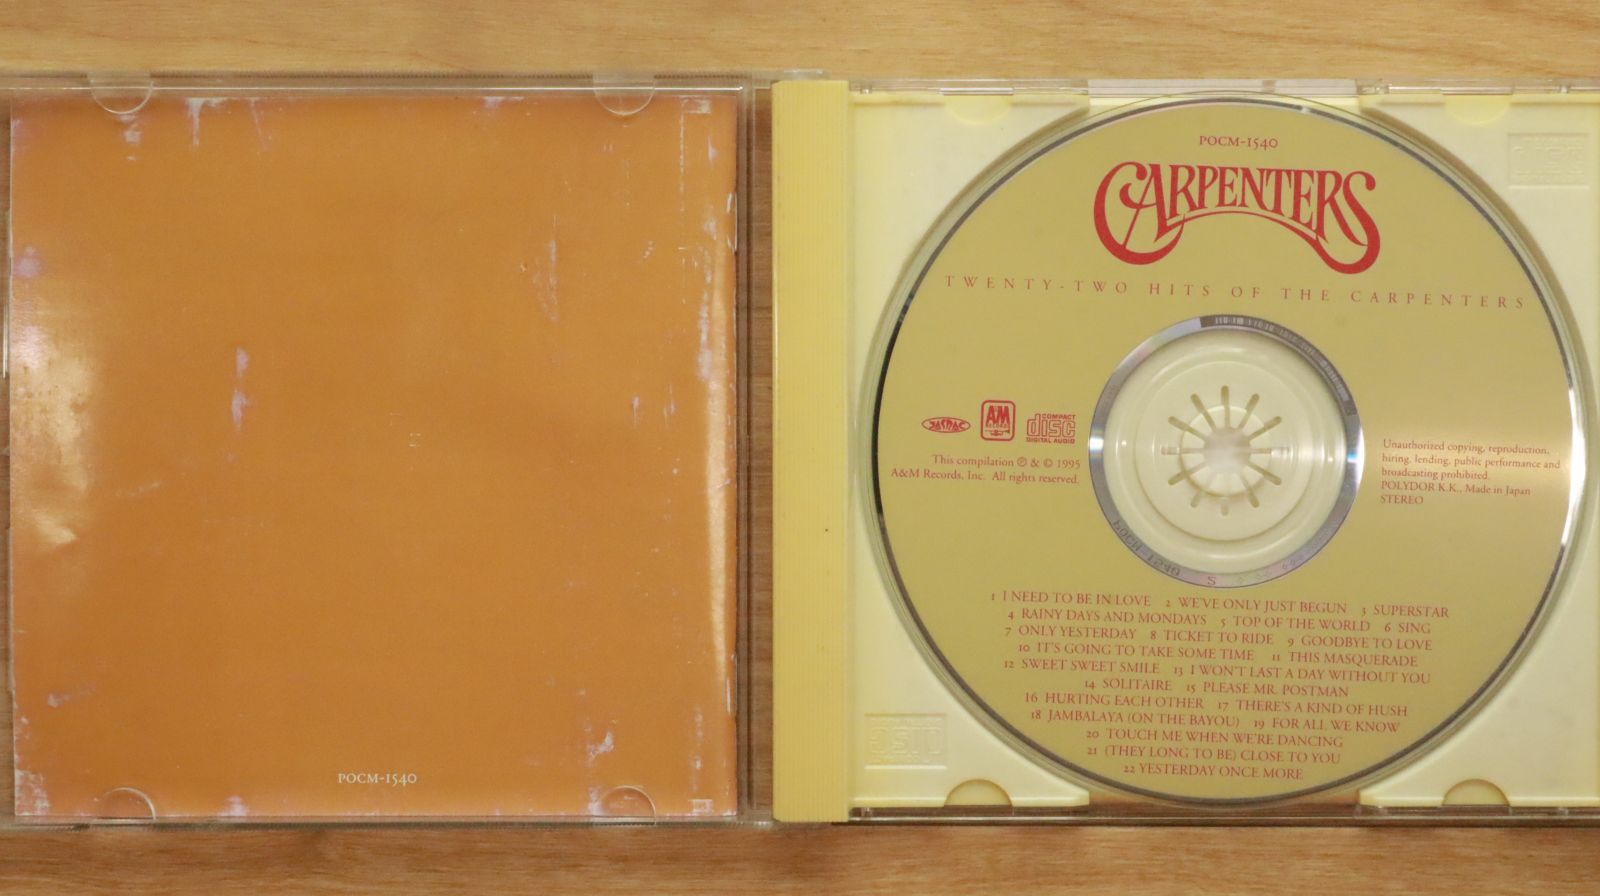 POCM-1540
POCM-1540
CARPENTERS
TWENTY-TWO HITS OF THE CARPENTERS
JASRAC
A&M
RECORDS
COMPACT
disc
DIGITAL AUDIO
This compilation ℗ & © 1995
A&M Records, Inc. All rights reserved.
Unauthorized copying, reproduction,
hiring, lending, public performance and
broadcasting prohibited.
POLYDOR K.K., Made in Japan
STEREO
POCM-1540
S
1 I NEED TO BE IN LOVE 2 WE'VE ONLY JUST BEGUN 3 SUPERSTAR
4 RAINY DAYS AND MONDAYS 5 TOP OF THE WORLD 6 SING
7 ONLY YESTERDAY 8 TICKET TO RIDE 9 GOODBYE TO LOVE
10 IT'S GOING TO TAKE SOME TIME 11 THIS MASQUERADE
12 SWEET SWEET SMILE 13 I WON'T LAST A DAY WITHOUT YOU
14 SOLITAIRE 15 PLEASE MR. POSTMAN
16 HURTING EACH OTHER 17 THERE'S A KIND OF HUSH
18 JAMBALAYA (ON THE BAYOU) 19 FOR ALL WE KNOW
20 TOUCH ME WHEN WE'RE DANCING
21 (THEY LONG TO BE) CLOSE TO YOU
22 YESTERDAY ONCE MORE